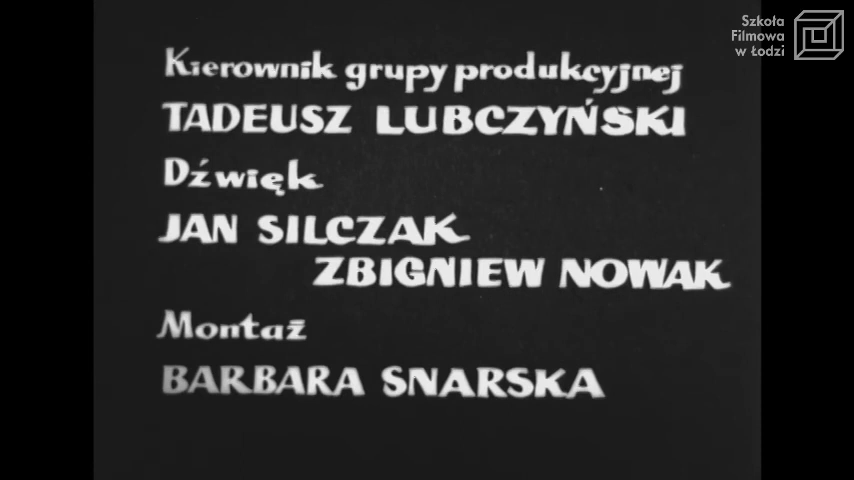 Szkoła
Filmowa
w Łodzi
Kierownik grupy produkcyjnej
TADEUSZ LUBCZYŃSKI
Dźwięk
JAN SILCZAK
ZBIGNIEW NOWAK
Montaż
BARBARA SNARSKA